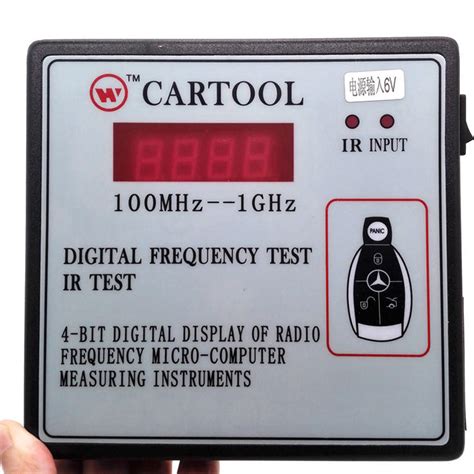 TM CARTOOL
电源输入6V
IR INPUT
100MHz--1GHz
DIGITAL FREQUENCY TEST
IR TEST
PANIC
4-BIT DIGITAL DISPLAY OF RADIO
FREQUENCY MICRO-COMPUTER
MEASURING INSTRUMENTS